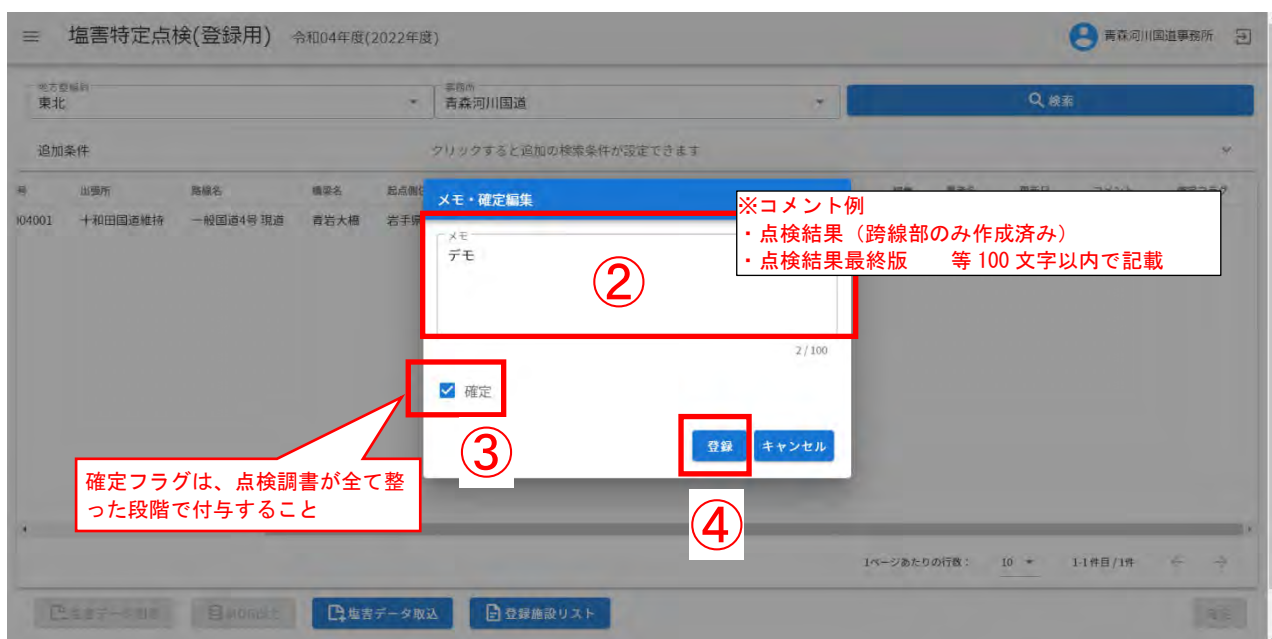 塩害特定点検(登録用) 令和04年度(2022年度)
青森河川国道事務所
東北
事務所
青森河川国道
検索
追加条件
クリックすると追加の検索条件が設定できます
号 出張所 路線名 橋梁名 起点側
04001 十和田国道維持 一般国道4号 現道 青岩大橋 岩手県
メモ・確定編集
※コメント例
・点検結果（跨線部のみ作成済み）
・点検結果最終版 等 100 文字以内で記載
メモ
デモ
②
2 / 100
確定
③
登録
キャンセル
④
確定フラグは、点検調書が全て整
った段階で付与すること
1ページあたりの行数： 10 1-1 件目 / 1件
塩害データ取込
登録施設リスト